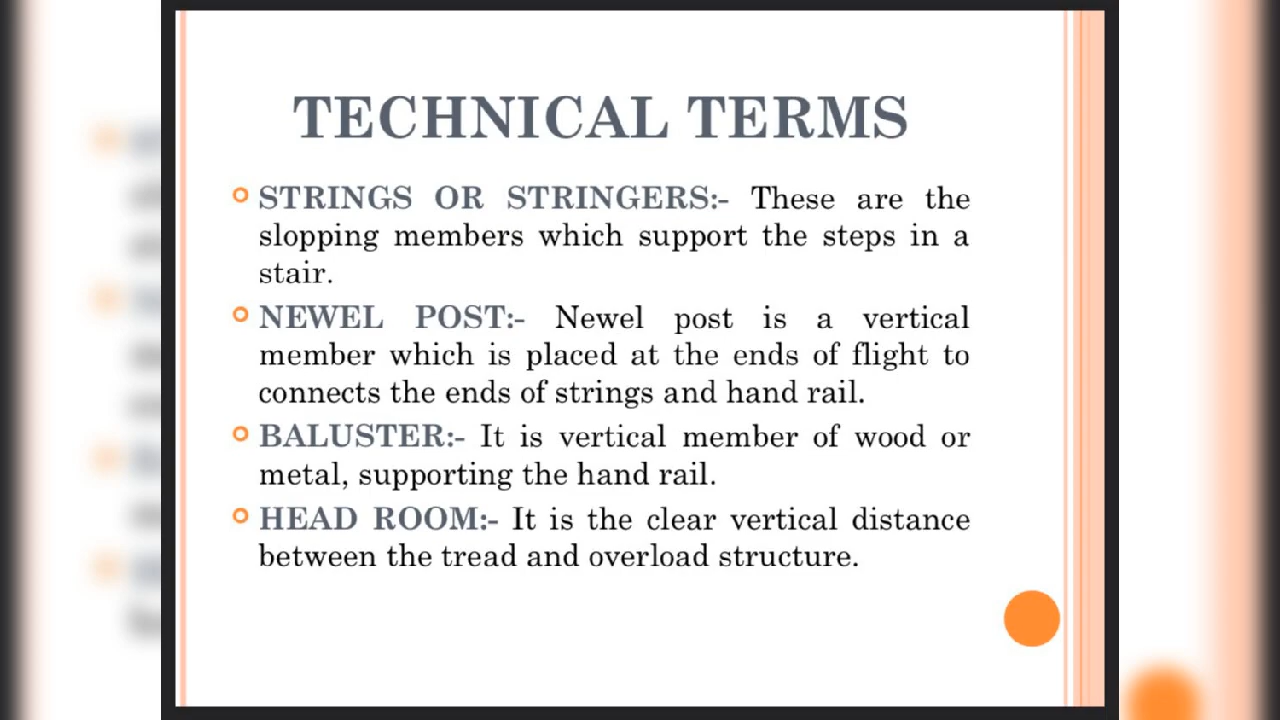 TECHNICAL TERMS
STRINGS OR STRINGERS:- These are the
slopping members which support the steps in a
stair.
NEWEL POST:- Newel post is a vertical
member which is placed at the ends of flight to
connects the ends of strings and hand rail.
BALUSTER:- It is vertical member of wood or
metal, supporting the hand rail.
HEAD ROOM:- It is the clear vertical distance
between the tread and overload structure.